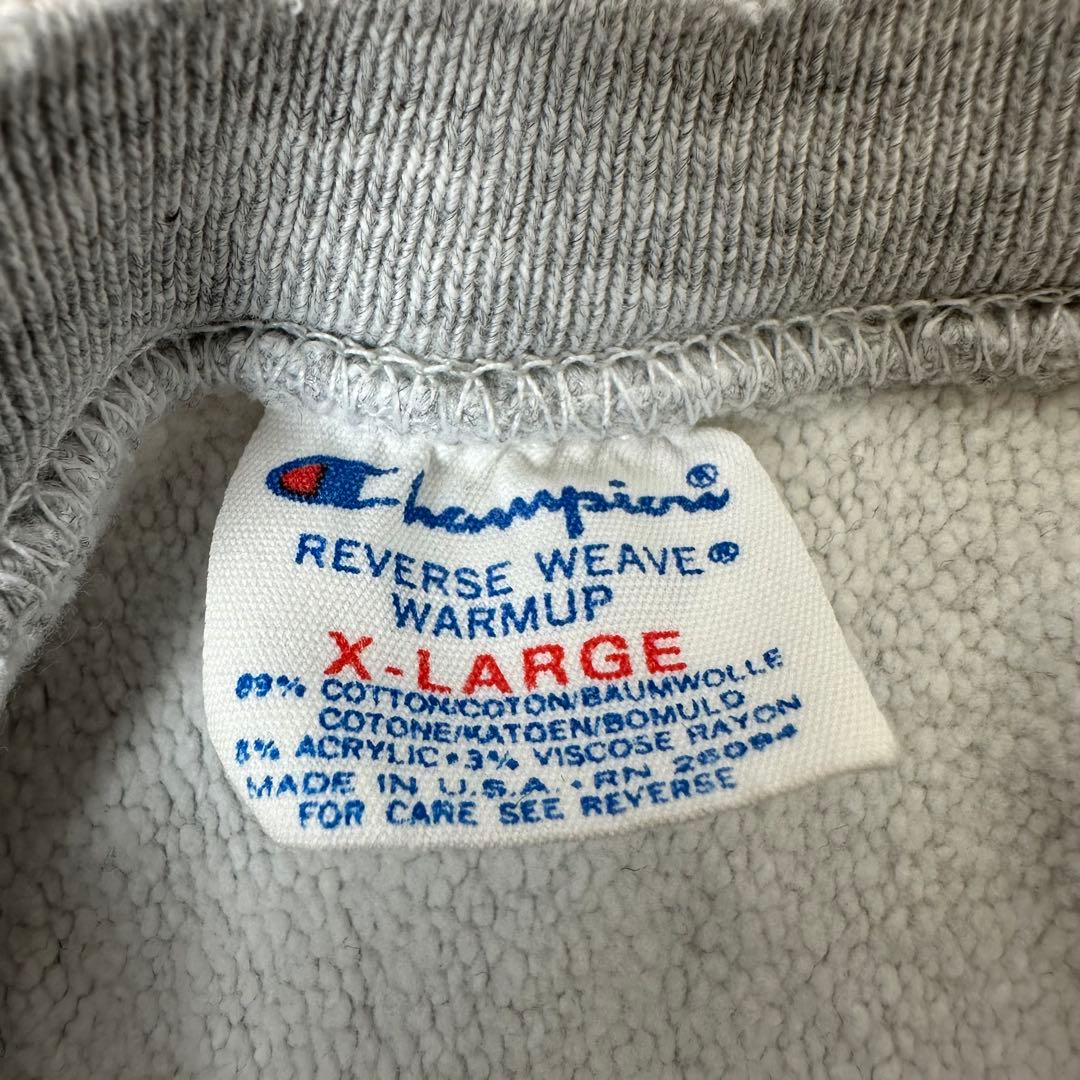 Champion®
REVERSE WEAVE®
WARMUP
X-LARGE
89% COTTON/COTON/BAUMWOLLE
COTONE/KATOEN/BOMULD
8% ACRYLIC • 3% VISCOSE RAYON
MADE IN U.S.A. • RN 26094
FOR CARE SEE REVERSE